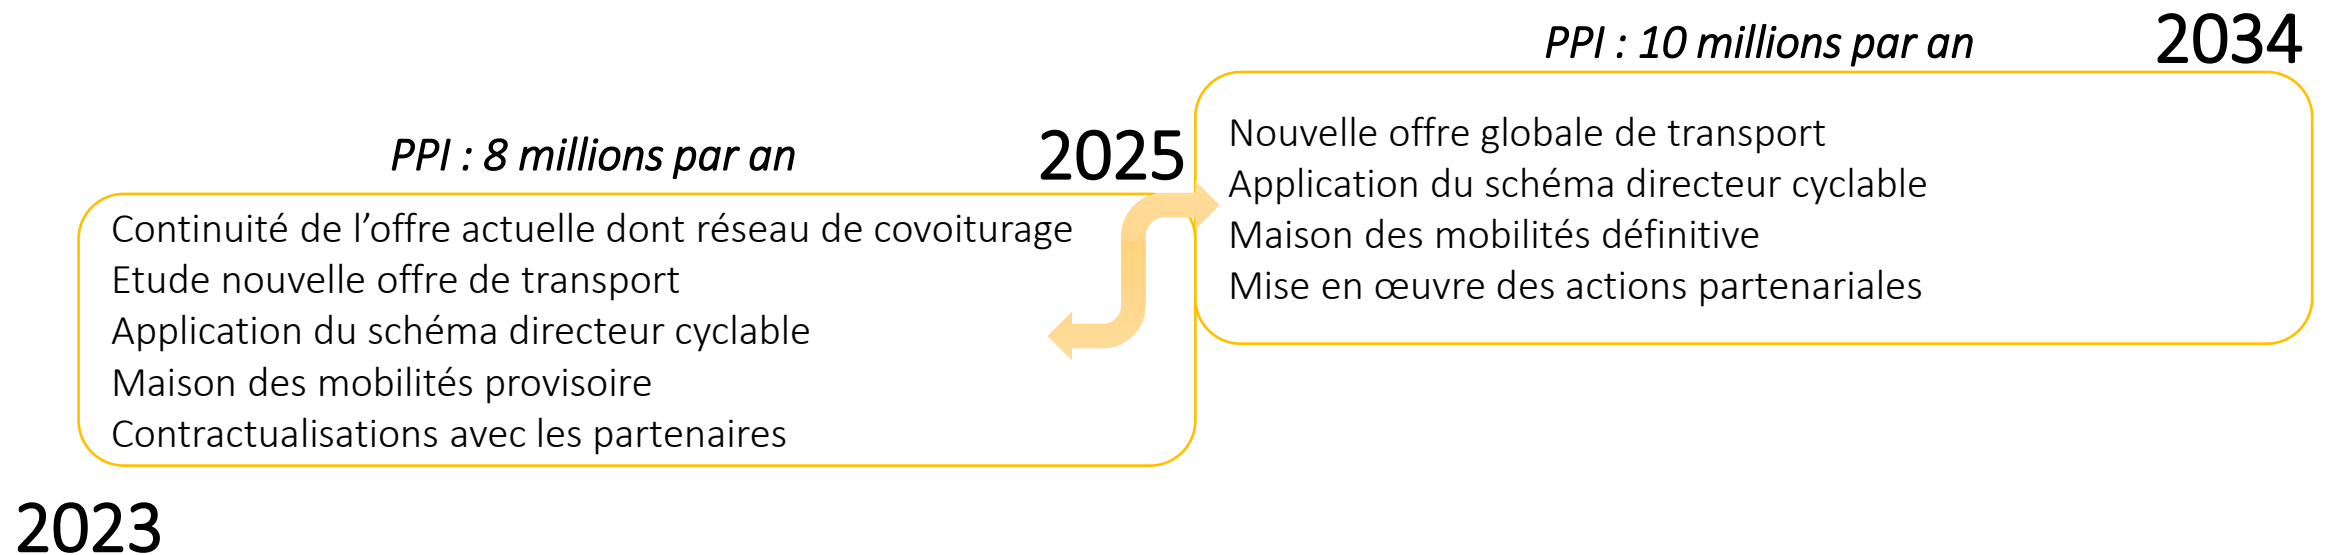 PPI : 8 millions par an
2025
Continuité de l’offre actuelle dont réseau de covoiturage
Etude nouvelle offre de transport
Application du schéma directeur cyclable
Maison des mobilités provisoire
Contractualisations avec les partenaires
2023
PPI : 10 millions par an
2034
Nouvelle offre globale de transport
Application du schéma directeur cyclable
Maison des mobilités définitive
Mise en œuvre des actions partenariales